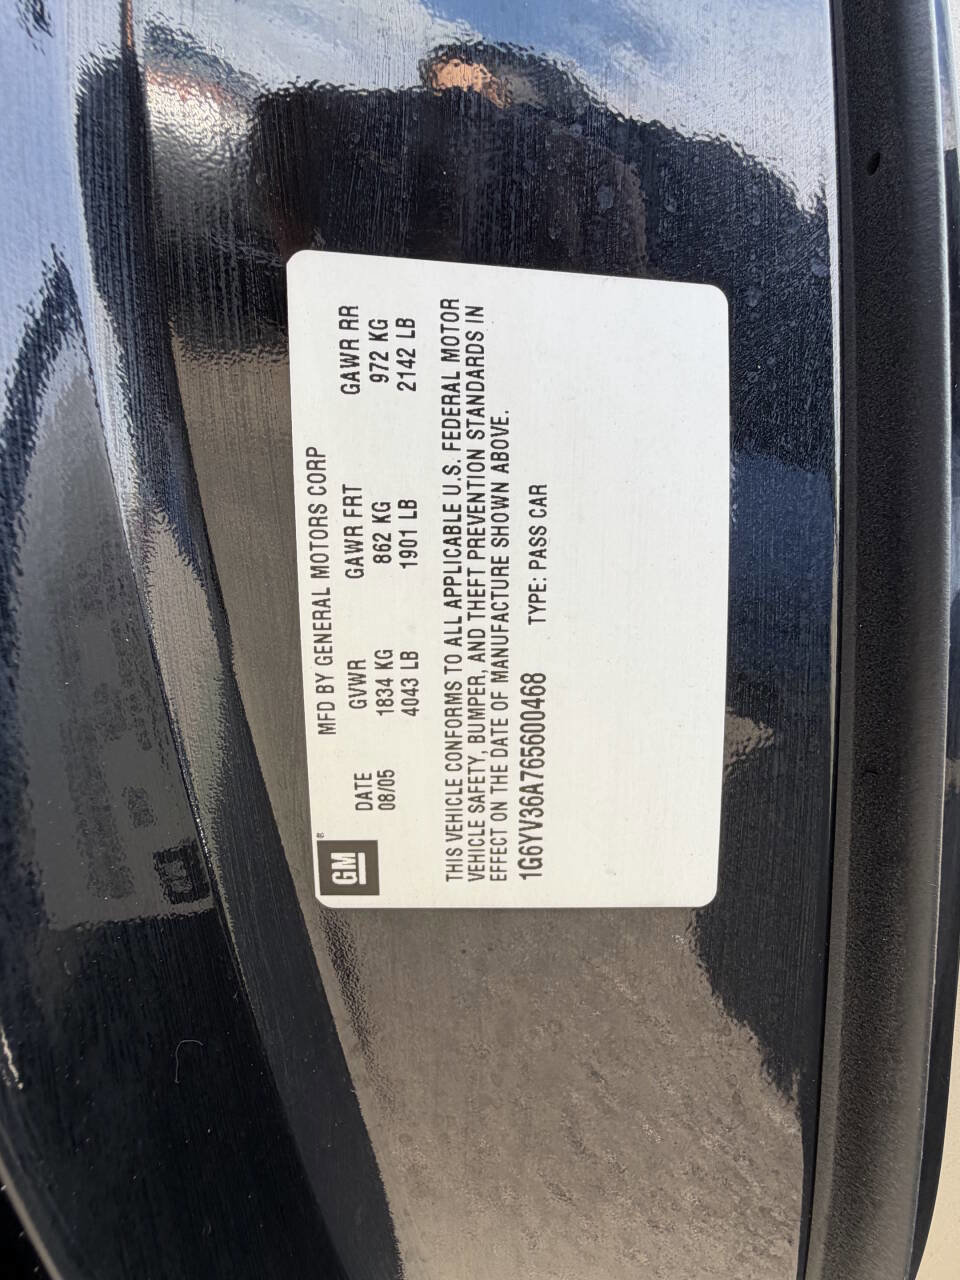 GM®
MFD BY GENERAL MOTORS CORP
DATE GVWR GAWR FRT GAWR RR
08/05 1834 KG 862 KG 972 KG
4043 LB 1901 LB 2142 LB
THIS VEHICLE CONFORMS TO ALL APPLICABLE U.S. FEDERAL MOTOR
VEHICLE SAFETY, BUMPER, AND THEFT PREVENTION STANDARDS IN
EFFECT ON THE DATE OF MANUFACTURE SHOWN ABOVE.
1G6YV36A765600468 TYPE: PASS CAR